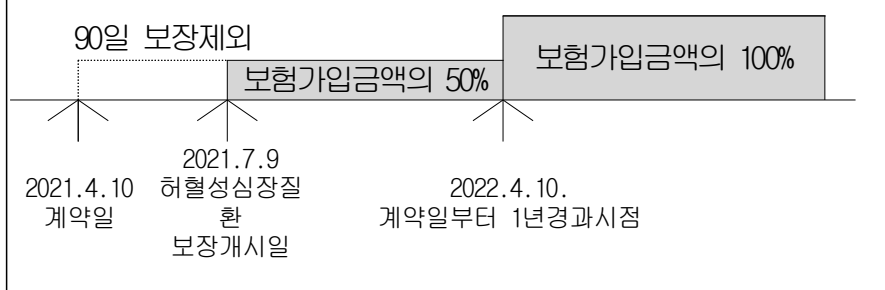 90일 보장제외
보험가입금액의 50%
보험가입금액의 100%
2021.4.10
계약일
2021.7.9
허혈성심장질
환
보장개시일
2022.4.10.
계약일부터 1년경과시점